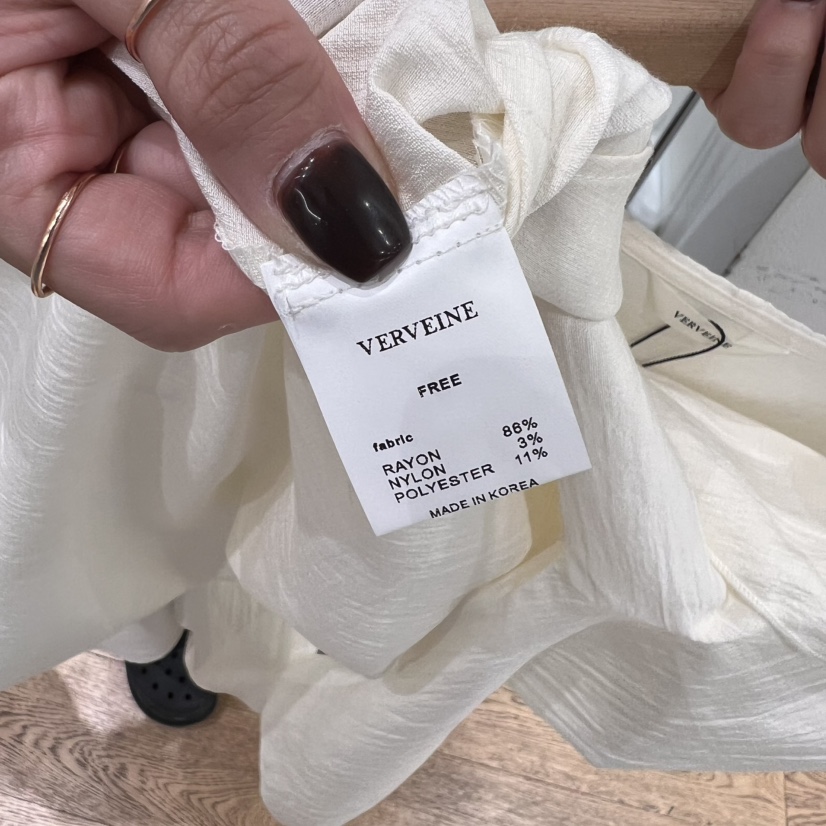 VERVEINE
FREE
fabric
RAYON 86%
NYLON 3%
POLYESTER 11%
MADE IN KOREA
VERVEINE